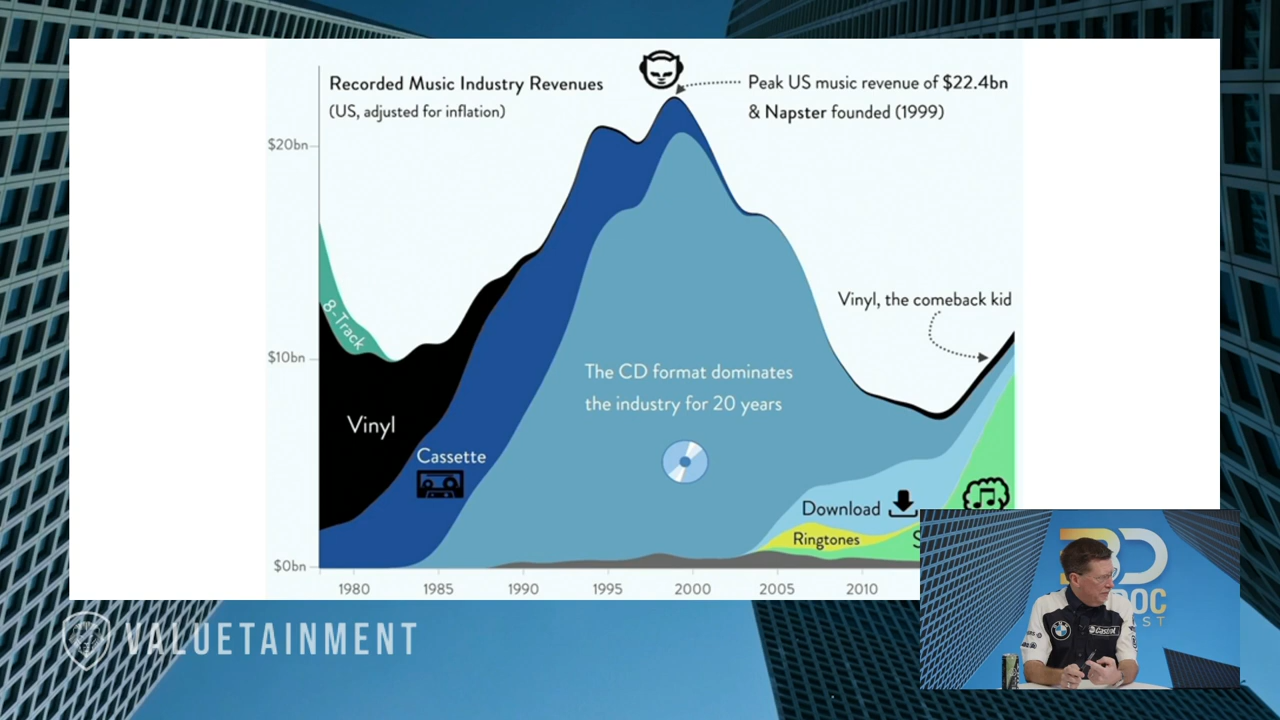 Recorded Music Industry Revenues
(US, adjusted for inflation)
Peak US music revenue of $22.4bn
& Napster founded (1999)
$20bn
Vinyl, the comeback kid
8-Track
$10bn
The CD format dominates
the industry for 20 years
Vinyl
Cassette
Download
Ringtones
S
$0bn
1980 1985 1990 1995 2000 2005 2010
VALUETAINMENT
Castrol
BMW